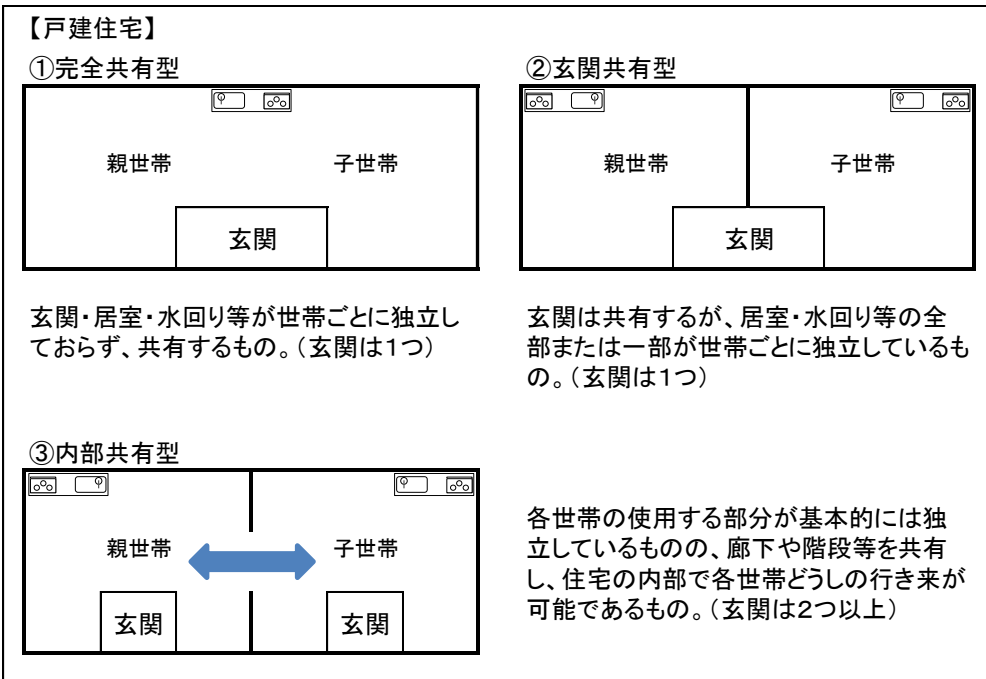 【戸建住宅】
①完全共有型
親世帯
子世帯
玄関
玄関・居室・水回り等が世帯ごとに独立し
ておらず、共有するもの。（玄関は１つ）
②玄関共有型
親世帯
子世帯
玄関
玄関は共有するが、居室・水回り等の全
部または一部が世帯ごとに独立しているも
の。（玄関は１つ）
③内部共有型
親世帯
子世帯
玄関
玄関
各世帯の使用する部分が基本的には独
立しているものの、廊下や階段等を共有
し、住宅の内部で各世帯どうしの行き来が
可能であるもの。（玄関は２つ以上）